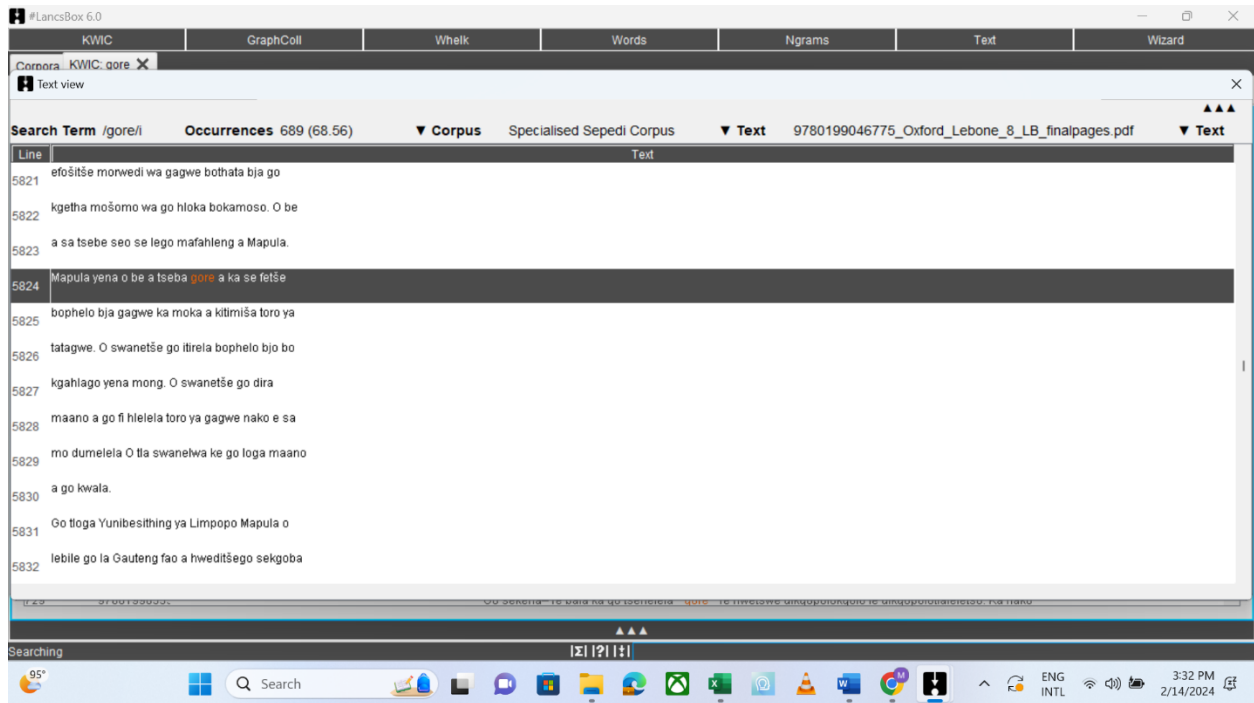 #LancsBox 6.0
KWIC GraphColl Whelk Words Ngrams Text Wizard
Corpora KWIC: gore
Text view
▲▲▲
Search Term /gore/i Occurrences 689 (68.56) ▼ Corpus Specialised Sepedi Corpus ▼ Text 9780199046775_Oxford_Lebone_8_LB_finalpages.pdf ▼ Text
Line Text
5821 efošitše morwedi wa gagwe bothata bja go
5822 kgetha mošomo wa go hloka bokamoso. O be
5823 a sa tsebe seo se lego mafahleng a Mapula.
5824 Mapula yena o be a tseba gore a ka se fetše
5825 bophelo bja gagwe ka moka a kitimiša toro ya
5826 tatagwe. O swanetše go itirela bophelo bjo bo
5827 kgahlago yena mong. O swanetše go dira
5828 maano a go fi hlelela toro ya gagwe nako e sa
5829 mo dumelela O tla swanelwa ke go loga maano
5830 a go kwala.
5831 Go tloga Yunibesithing ya Limpopo Mapula o
5832 lebile go la Gauteng fao a hweditšego sekgoba
▲▲▲
Searching |Σ| |?| |‡|
95° Search ENG 3:32 PM
INTL 2/14/2024